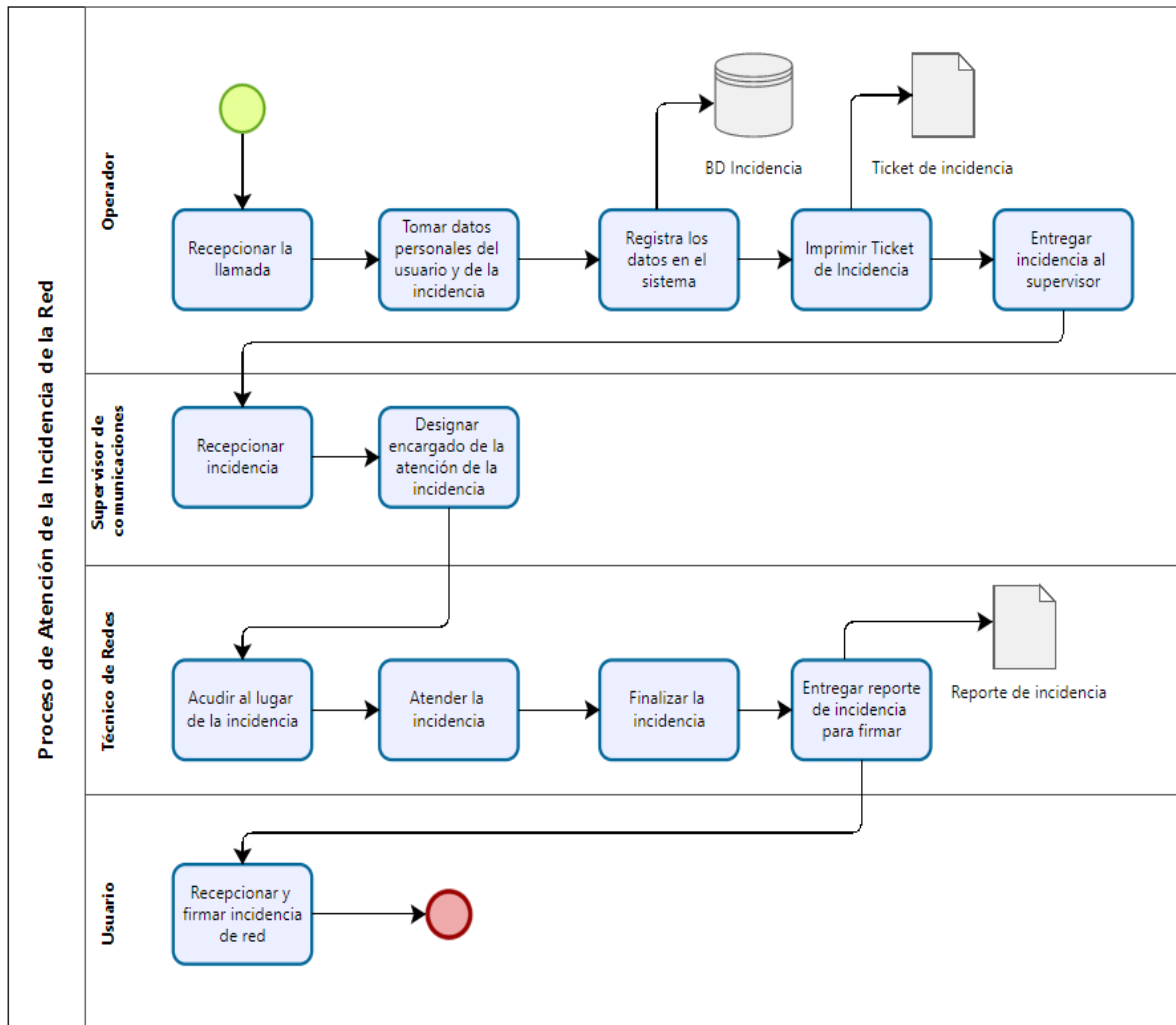 Proceso de Atención de la Incidencia de la Red
Operador
BD Incidencia
Ticket de incidencia
Recepcionar la
llamada
Tomar datos
personales del
usuario y de la
incidencia
Registra los
datos en el
sistema
Imprimir Ticket
de Incidencia
Entregar
incidencia al
supervisor
Supervisor de
comunicaciones
Recepcionar
incidencia
Designar
encargado de la
atención de la
incidencia
Técnico de Redes
Acudir al lugar
de la incidencia
Atender la
incidencia
Finalizar la
incidencia
Entregar reporte
de incidencia
para firmar
Reporte de incidencia
Usuario
Recepcionar y
firmar incidencia
de red